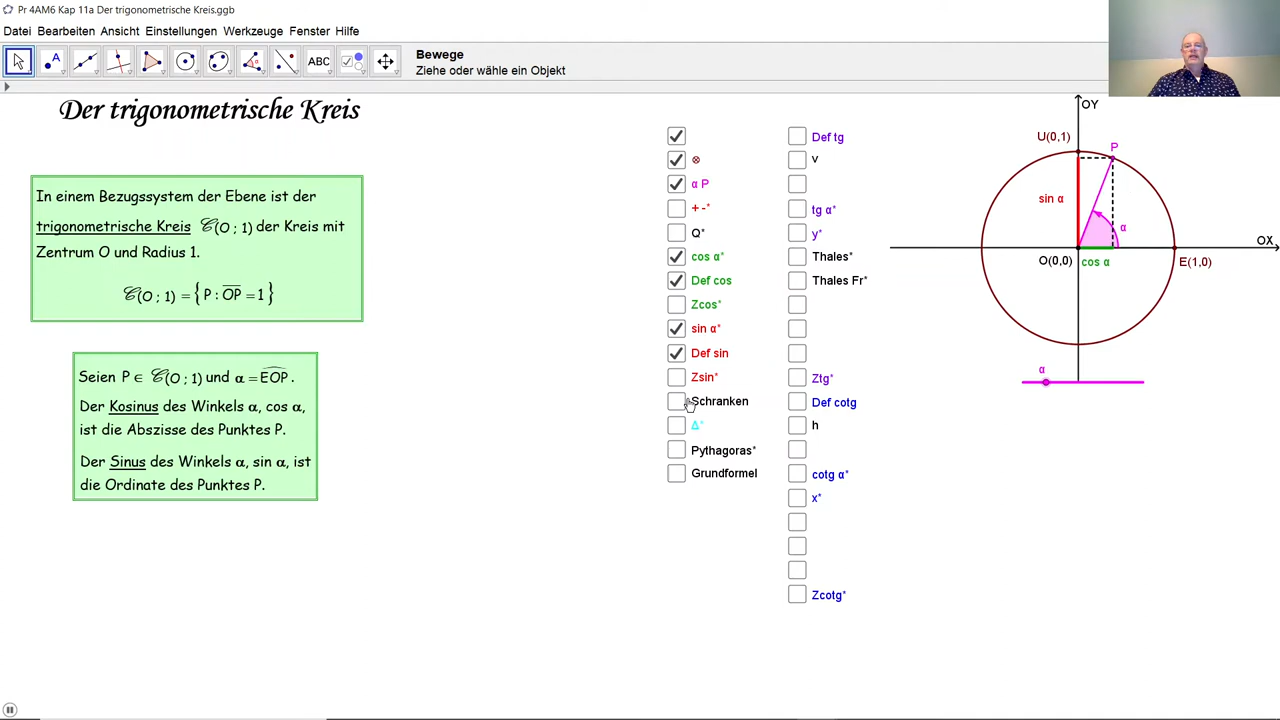 Pr 4AM6 Kap 11a Der trigonometrische Kreis.ggb
Datei Bearbeiten Ansicht Einstellungen Werkzeuge Fenster Hilfe
A
ABC
Bewege
Ziehe oder wähle ein Objekt
Der trigonometrische Kreis
In einem Bezugssystem der Ebene ist der
trigonometrische Kreis 𝒞(O ; 1) der Kreis mit
Zentrum O und Radius 1.
𝒞(O ; 1) = { P : O̅P̅ = 1 }
Seien P ∈ 𝒞(O ; 1) und α = EOP .
Der Kosinus des Winkels α, cos α,
ist die Abszisse des Punktes P.
Der Sinus des Winkels α, sin α, ist
die Ordinate des Punktes P.
⊗
α P
+ -*
Q*
cos α*
Def cos
Zcos*
sin α*
Def sin
Zsin*
Schranken
Δ*
Pythagoras*
Grundformel
Def tg
v
tg α*
y*
Thales*
Thales Fr*
Ztg*
Def cotg
h
cotg α*
x*
Zcotg*
OY
U(0,1)
P
sin α
α
OX
O(0,0)
cos α
E(1,0)
α